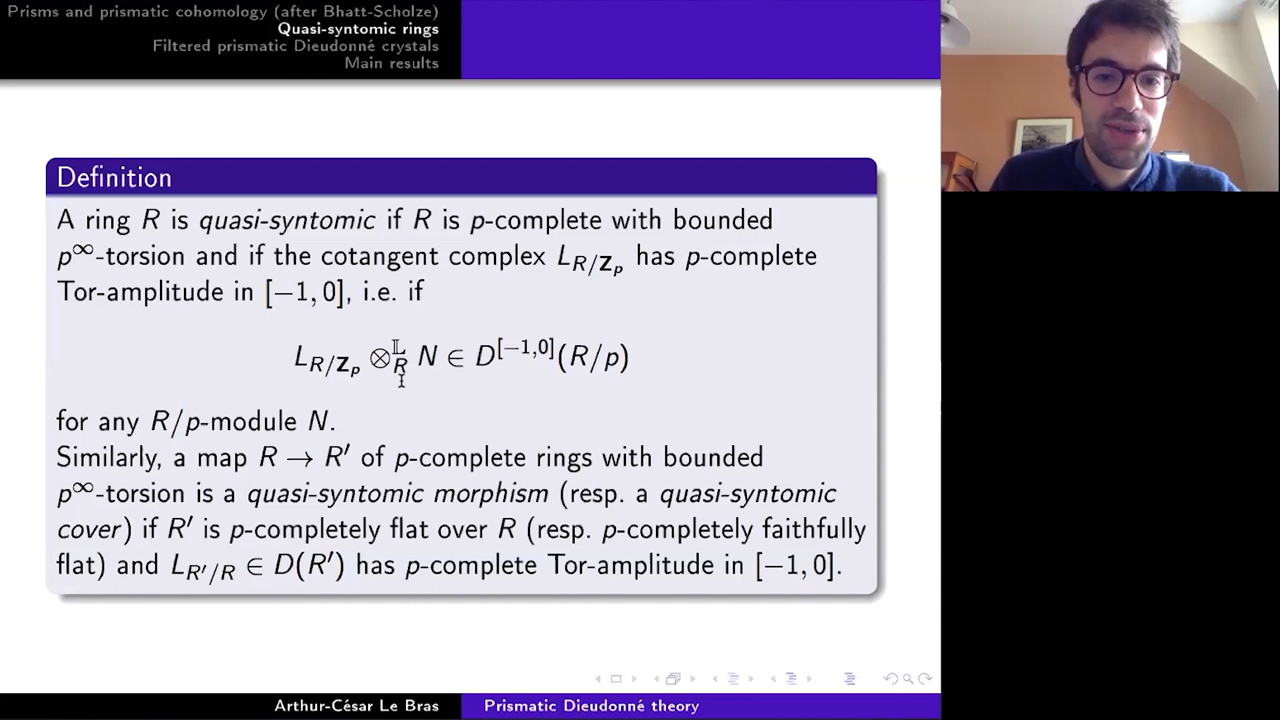 Prisms and prismatic cohomology (after Bhatt-Scholze)
Quasi-syntomic rings
Filtered prismatic Dieudonné crystals
Main results
Definition
A ring R is quasi-syntomic if R is p-complete with bounded
p^∞-torsion and if the cotangent complex L_{R/Z_p} has p-complete
Tor-amplitude in [−1, 0], i.e. if
L_{R/Z_p} ⊗^𝕃_R N ∈ D^{[−1,0]}(R/p)
for any R/p-module N.
Similarly, a map R → R′ of p-complete rings with bounded
p^∞-torsion is a quasi-syntomic morphism (resp. a quasi-syntomic
cover) if R′ is p-completely flat over R (resp. p-completely faithfully
flat) and L_{R′/R} ∈ D(R′) has p-complete Tor-amplitude in [−1, 0].
Arthur-César Le Bras
Prismatic Dieudonné theory